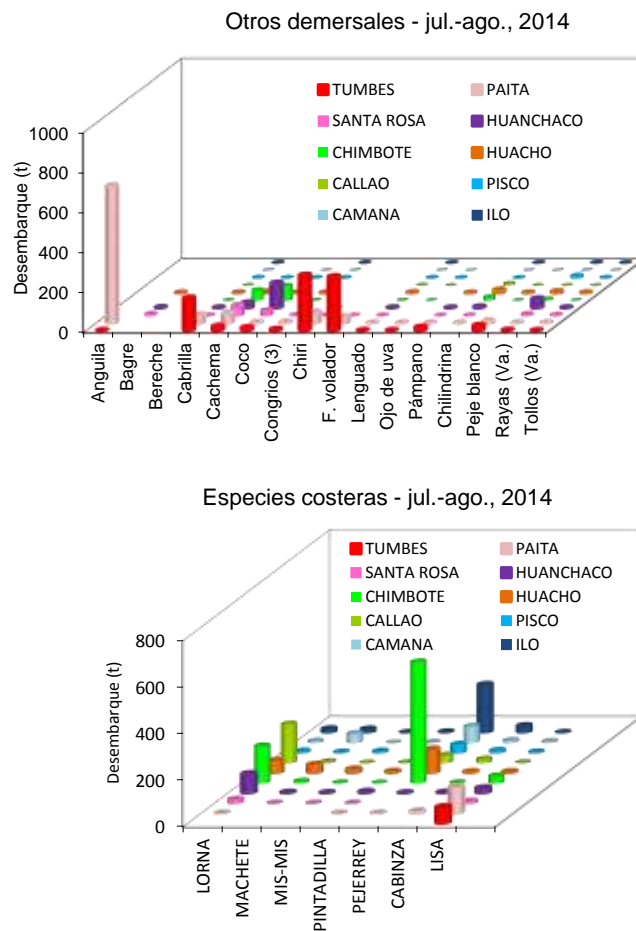 Otros demersales - jul.-ago., 2014
TUMBES PAITA
SANTA ROSA HUANCHACO
CHIMBOTE HUACHO
CALLAO PISCO
CAMANA ILO
Desembarque (t)
1000
800
600
400
200
0
Anguila
Bagre
Bereche
Cabrilla
Cachema
Coco
Congrios (3)
Chiri
F. volador
Lenguado
Ojo de uva
Pámpano
Chilindrina
Peje blanco
Rayas (Va.)
Tollos (Va.)
Especies costeras - jul.-ago., 2014
TUMBES PAITA
SANTA ROSA HUANCHACO
CHIMBOTE HUACHO
CALLAO PISCO
CAMANA ILO
Desembarque (t)
800
600
400
200
0
LORNA
MACHETE
MIS-MIS
PINTADILLA
PEJERREY
CABINZA
LISA